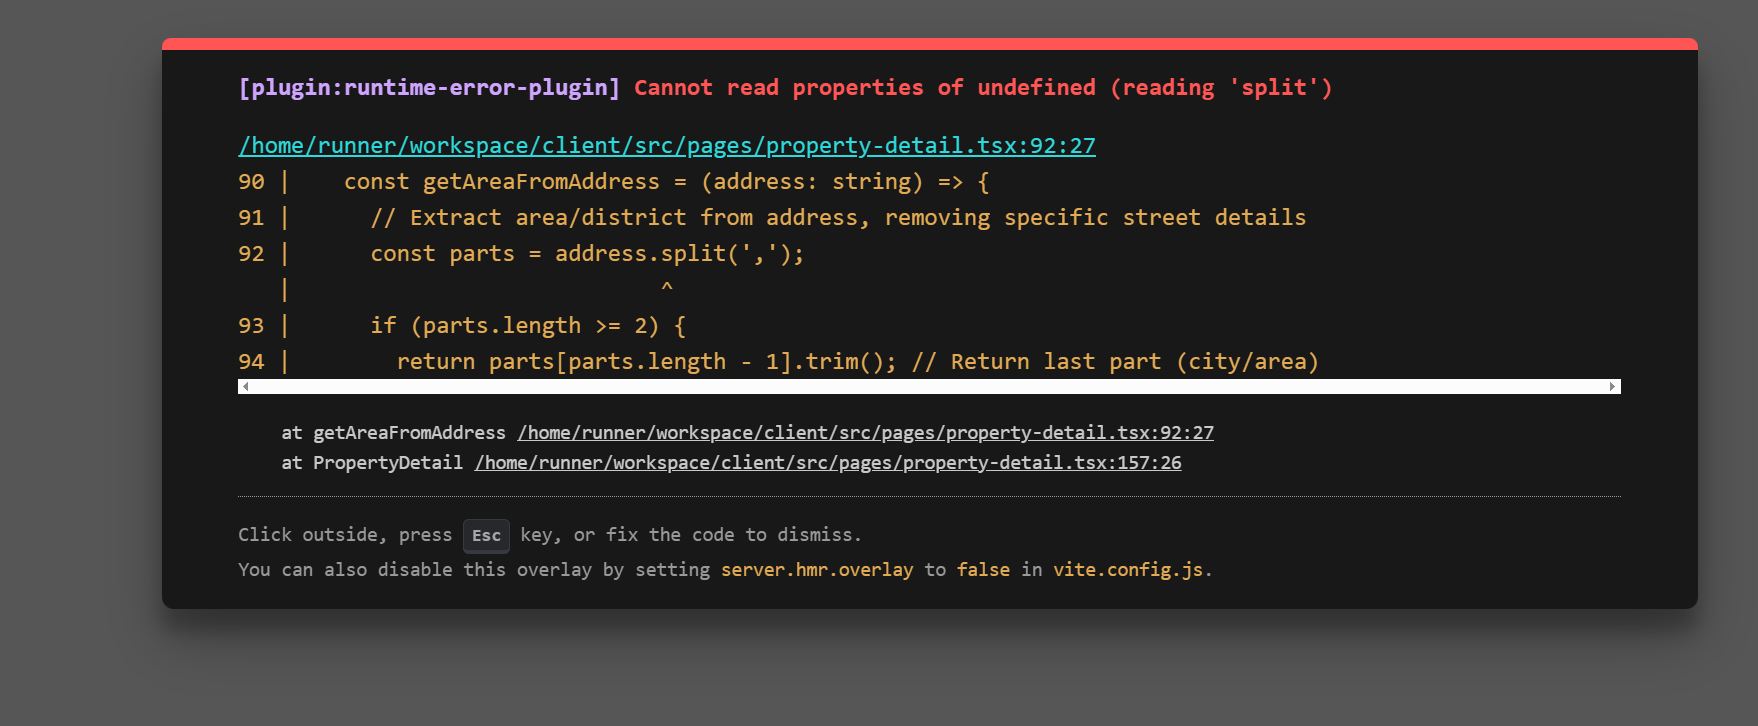 [plugin:runtime-error-plugin] Cannot read properties of undefined (reading 'split')
/home/runner/workspace/client/src/pages/property-detail.tsx:92:27
90 |    const getAreaFromAddress = (address: string) => {
91 |      // Extract area/district from address, removing specific street details
92 |      const parts = address.split(',');
   |                           ^
93 |      if (parts.length >= 2) {
94 |        return parts[parts.length - 1].trim(); // Return last part (city/area)
at getAreaFromAddress /home/runner/workspace/client/src/pages/property-detail.tsx:92:27
at PropertyDetail /home/runner/workspace/client/src/pages/property-detail.tsx:157:26
Click outside, press Esc key, or fix the code to dismiss.
You can also disable this overlay by setting server.hmr.overlay to false in vite.config.js.